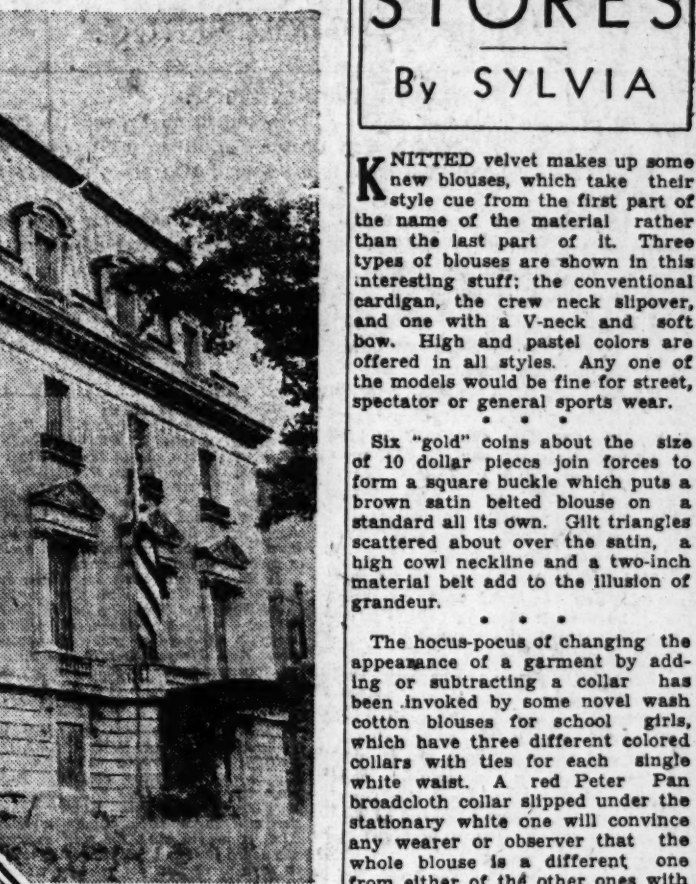 STORES
By SYLVIA
KNITTED velvet makes up some
new blouses, which take their
style cue from the first part of
the name of the material rather
than the last part of it. Three
types of blouses are shown in this
interesting stuff; the conventional
cardigan, the crew neck slipover,
and one with a V-neck and soft
bow. High and pastel colors are
offered in all styles. Any one of
the models would be fine for street,
spectator or general sports wear.
* * *
Six "gold" coins about the size
of 10 dollar pieces join forces to
form a square buckle which puts a
brown satin belted blouse on a
standard all its own. Gilt triangles
scattered about over the satin, a
high cowl neckline and a two-inch
material belt add to the illusion of
grandeur.
* * *
The hocus-pocus of changing the
appearance of a garment by add-
ing or subtracting a collar has
been invoked by some novel wash
cotton blouses for school girls,
which have three different colored
collars with ties for each single
white waist. A red Peter Pan
broadcloth collar slipped under the
stationary white one will convince
any wearer or observer that the
whole blouse is a different one
from either of the other ones with